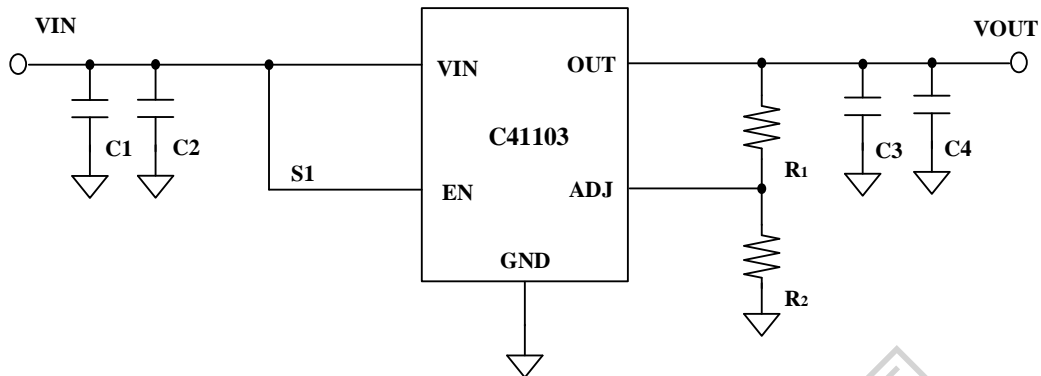 VIN
VOUT
VIN
OUT
C41103
C1
C2
C3
C4
S1
R1
EN
ADJ
GND
R2